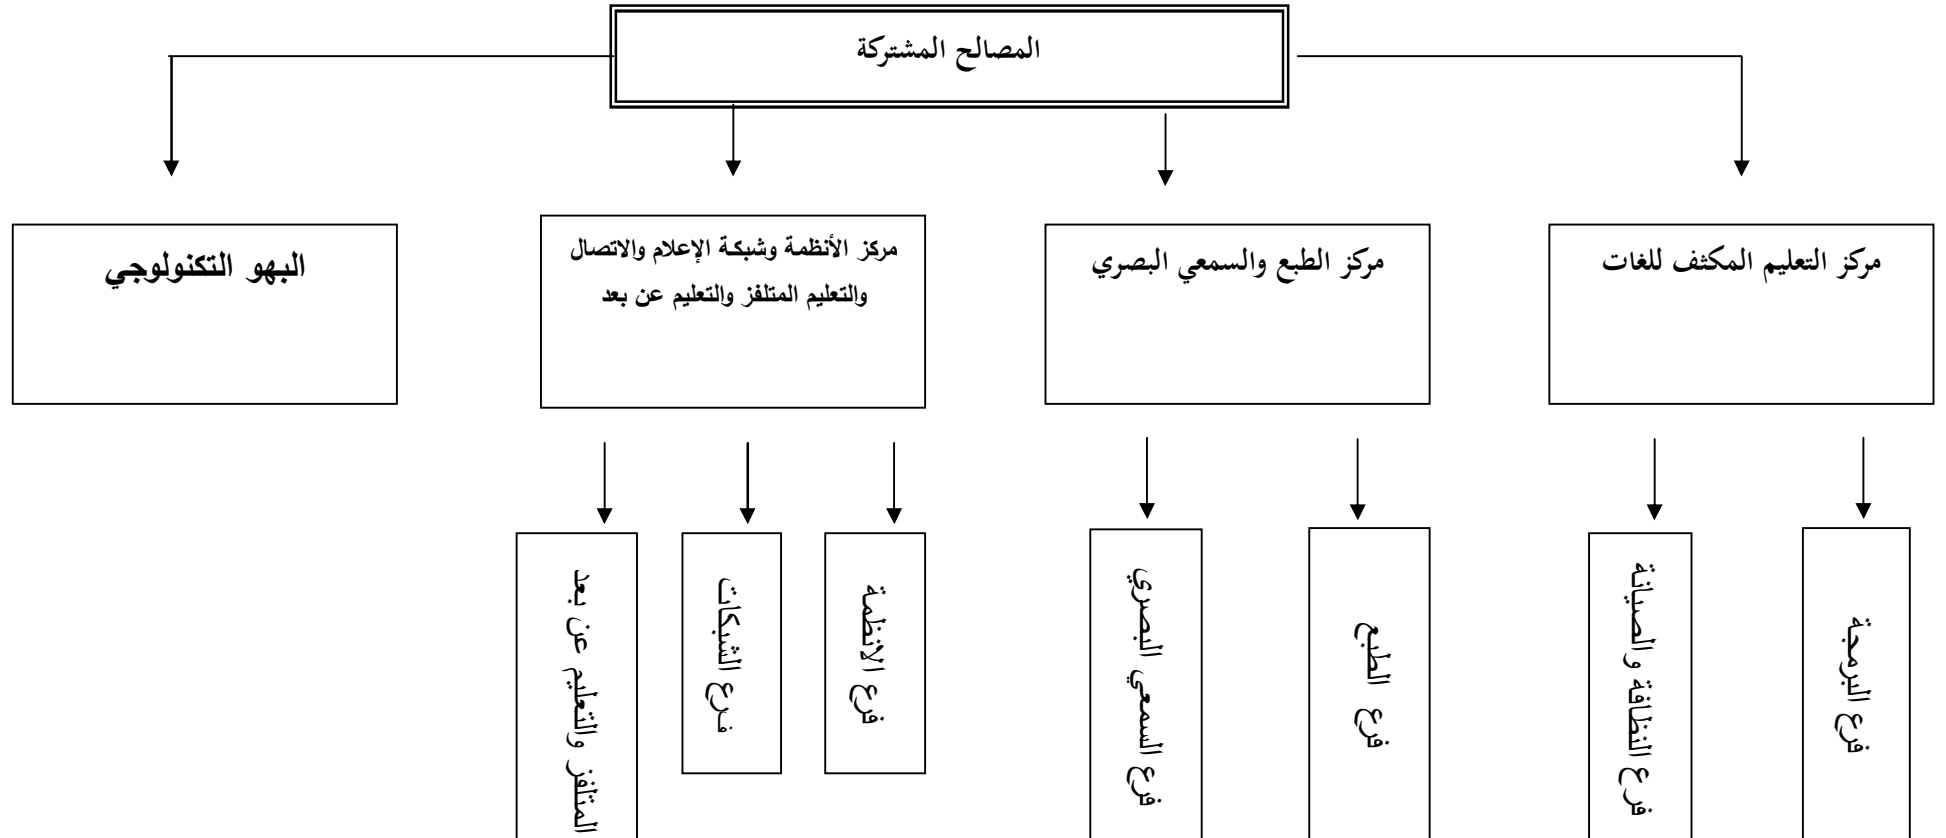 المصالح المشتركة
مركز التعليم المكثف للغات
مركز الطبع والسمعي البصري
مركز الأنظمة وشبكة الإعلام والاتصال
والتعليم المتلفز والتعليم عن بعد
البهو التكنولوجي
فرع البرمجة
فرع النظافة والصيانة
فرع الطبع
فرع السمعي البصري
فرع الانظمة
فرع الشبكات
المتلفز والتعليم عن بعد